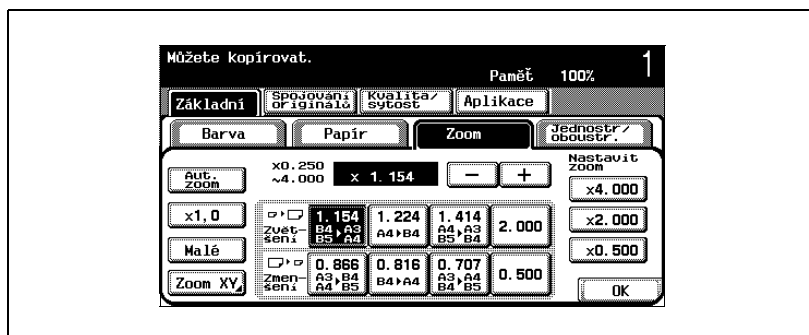 Můžete kopírovat.
Paměť 100% 1
Základní Spojování originálů Kvalita/ sytost Aplikace
Barva Papír Zoom Jednostr/ oboustr.
Aut. zoom
x0.250 ~4.000
x 1.154
− +
Nastavit zoom
x4.000
x1,0
Zvět- šení
1.154 B4▸A3 B5▸A4
1.224 A4▸B4
1.414 A4▸A3 B5▸B4
2.000
x2.000
Malé
x0.500
Zoom XY
Zmen- šení
0.866 A3▸B4 A4▸B5
0.816 B4▸A4
0.707 A3▸A4 B4▸B5
0.500
OK